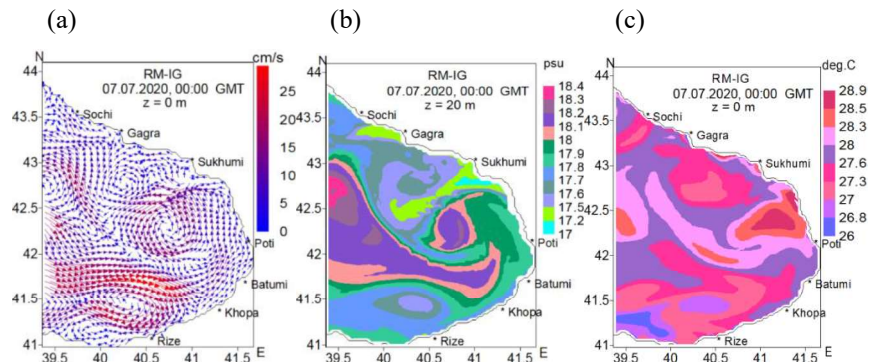 (a)
N
cm/s
RM-IG
07.07.2020, 00:00 GMT
z = 0 m
44
43.5
43
42.5
42
41.5
41
39.5 40 40.5 41 41.5
E
Sochi
Gagra
Sukhumi
Poti
Batumi
Khopa
Rize
25
20
15
10
5
0
(b)
psu
N
RM-IG
07.07.2020, 00:00 GMT
z = 20 m
44
43.5
43
42.5
42
41.5
41
39.5 40 40.5 41 41.5
E
Sochi
Gagra
Sukhumi
Poti
Batumi
Khopa
Rize
18.4
18.3
18.2
18.1
18
17.9
17.8
17.7
17.6
17.5
17.2
17
(c)
deg.C
N
RM-IG
07.07.2020, 00:00 GMT
z = 0 m
44
43.5
43
42.5
42
41.5
41
39.5 40 40.5 41 41.5
E
Sochi
Gagra
Sukhumi
Poti
Batumi
Khopa
Rize
28.9
28.5
28.3
28
27.6
27.3
27
26.8
26